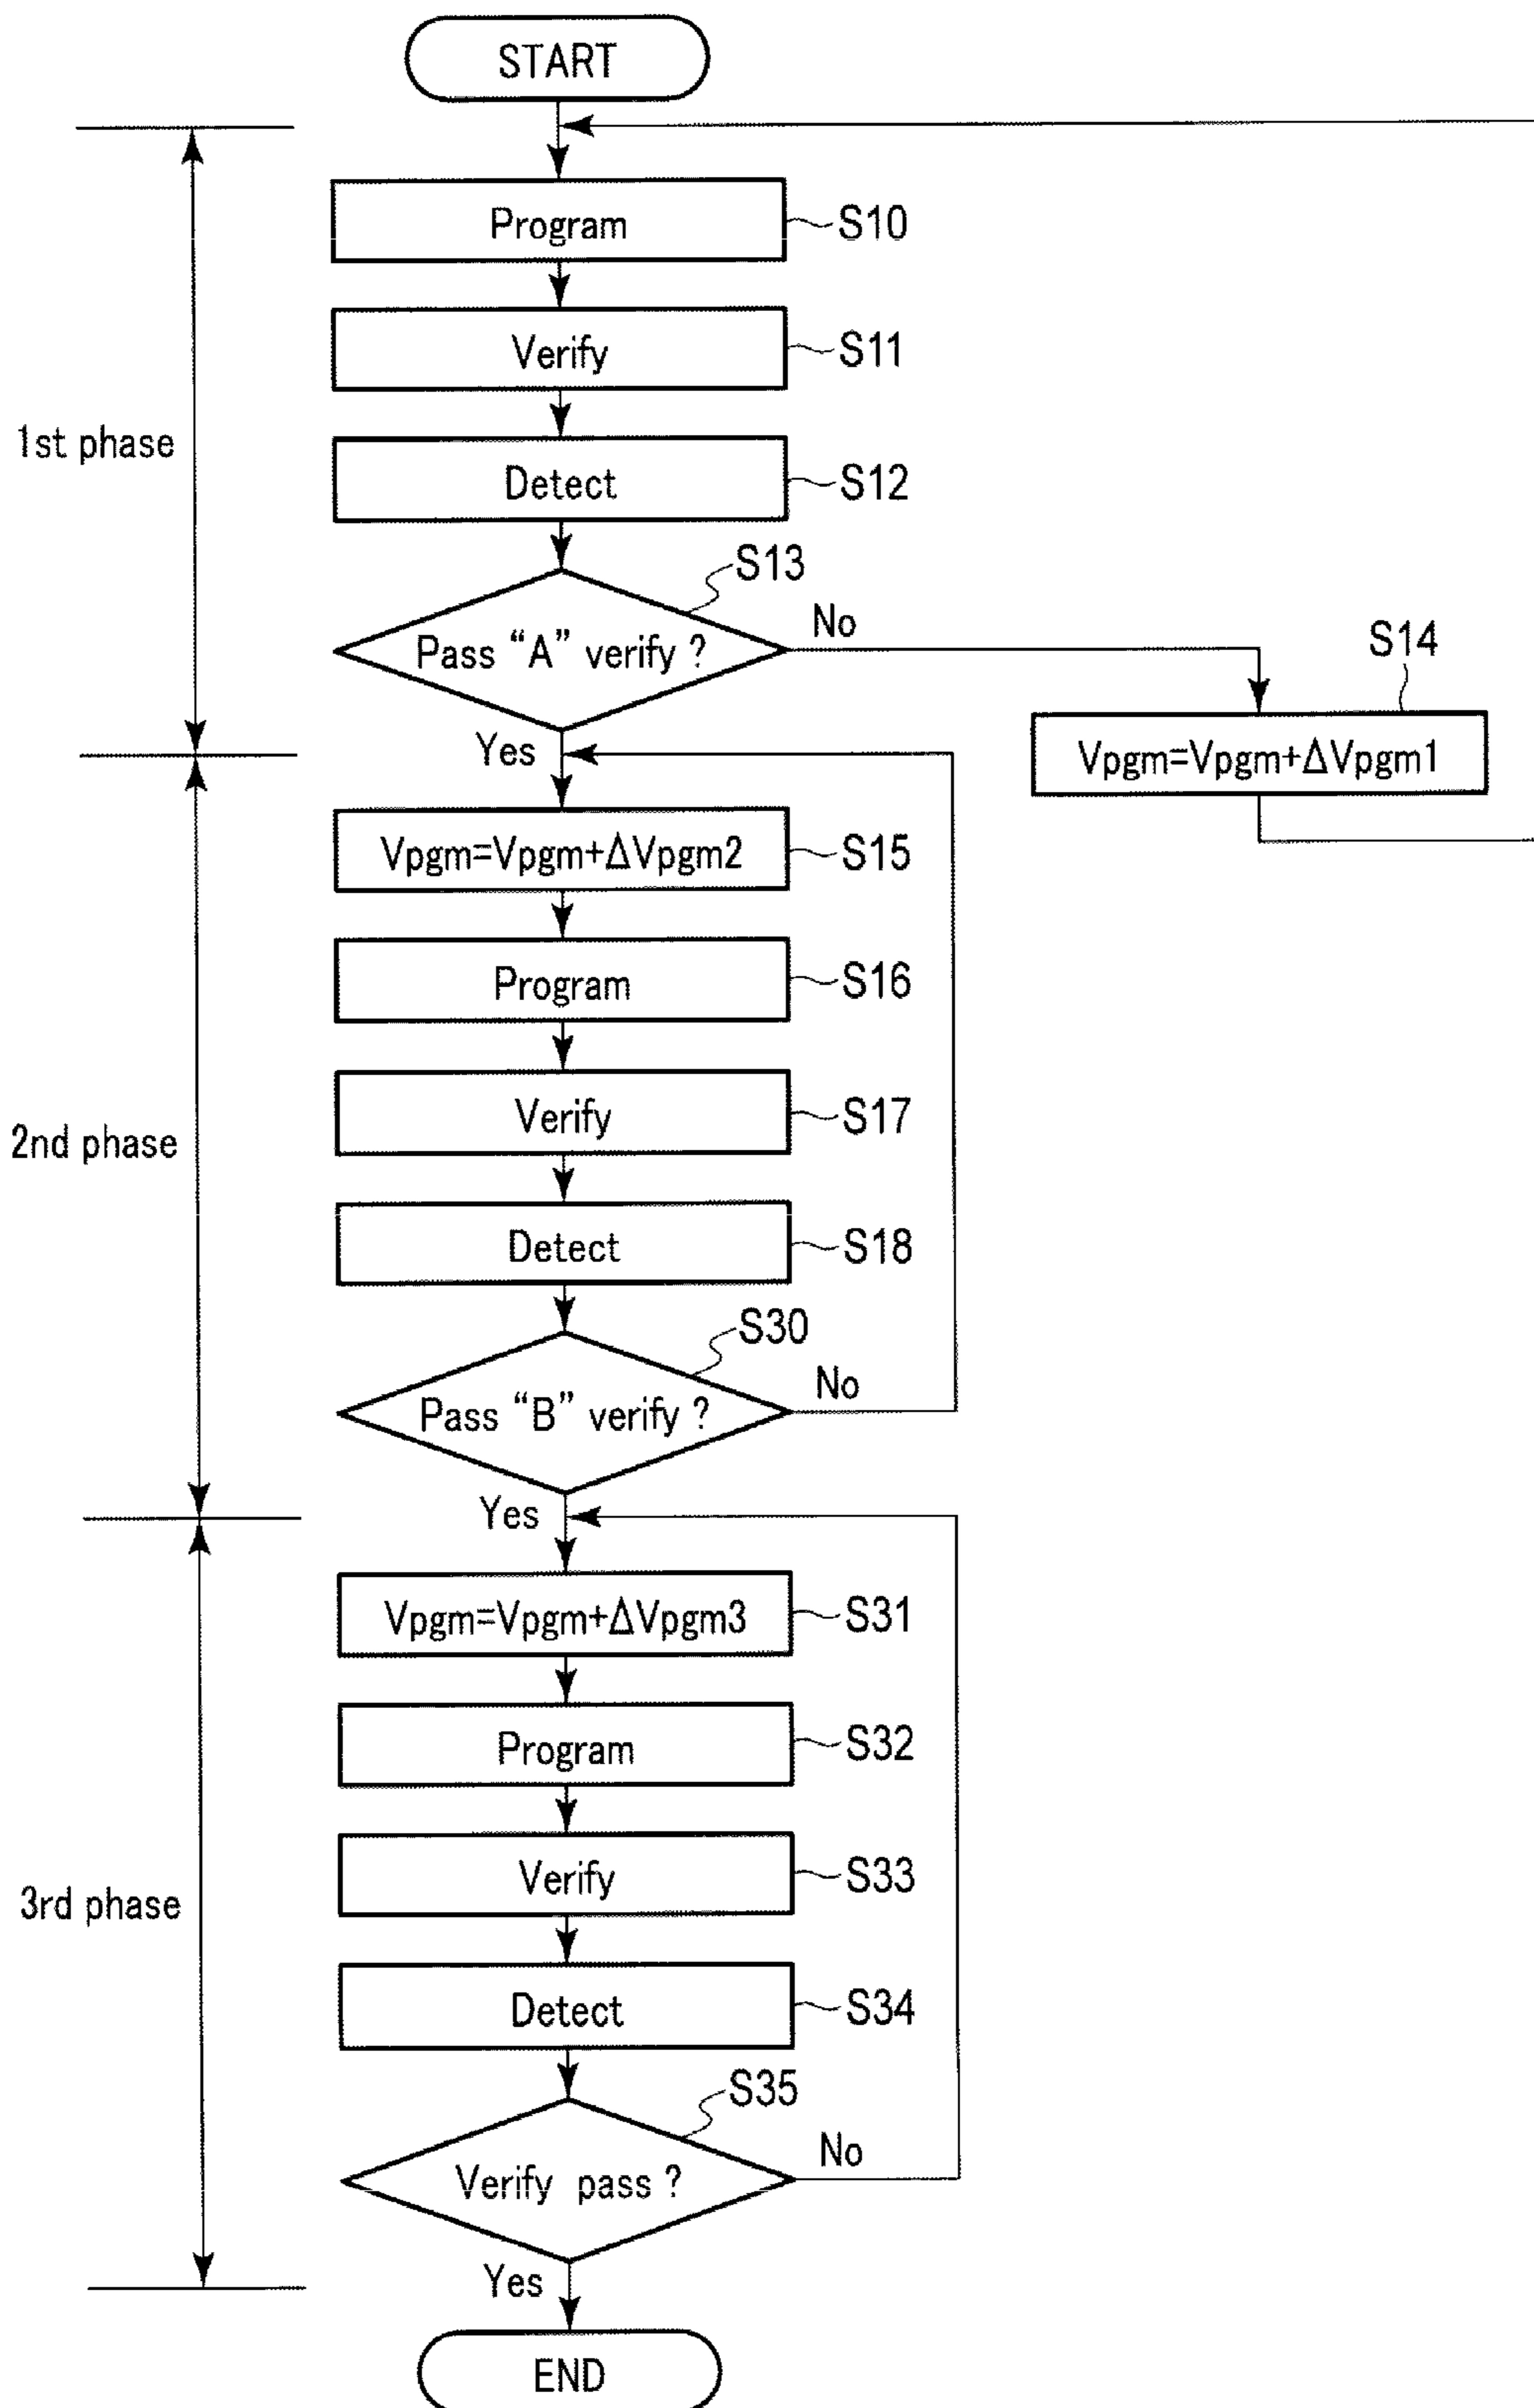 START
Program
S10
Verify
S11
1st phase
Detect
S12
S13
Pass “A” verify ?
No
S14
Vpgm=Vpgm+ΔVpgm1
Yes
Vpgm=Vpgm+ΔVpgm2
S15
Program
S16
2nd phase
Verify
S17
Detect
S18
S30
Pass “B” verify ?
No
Yes
Vpgm=Vpgm+ΔVpgm3
S31
Program
S32
3rd phase
Verify
S33
Detect
S34
S35
Verify pass ?
No
Yes
END